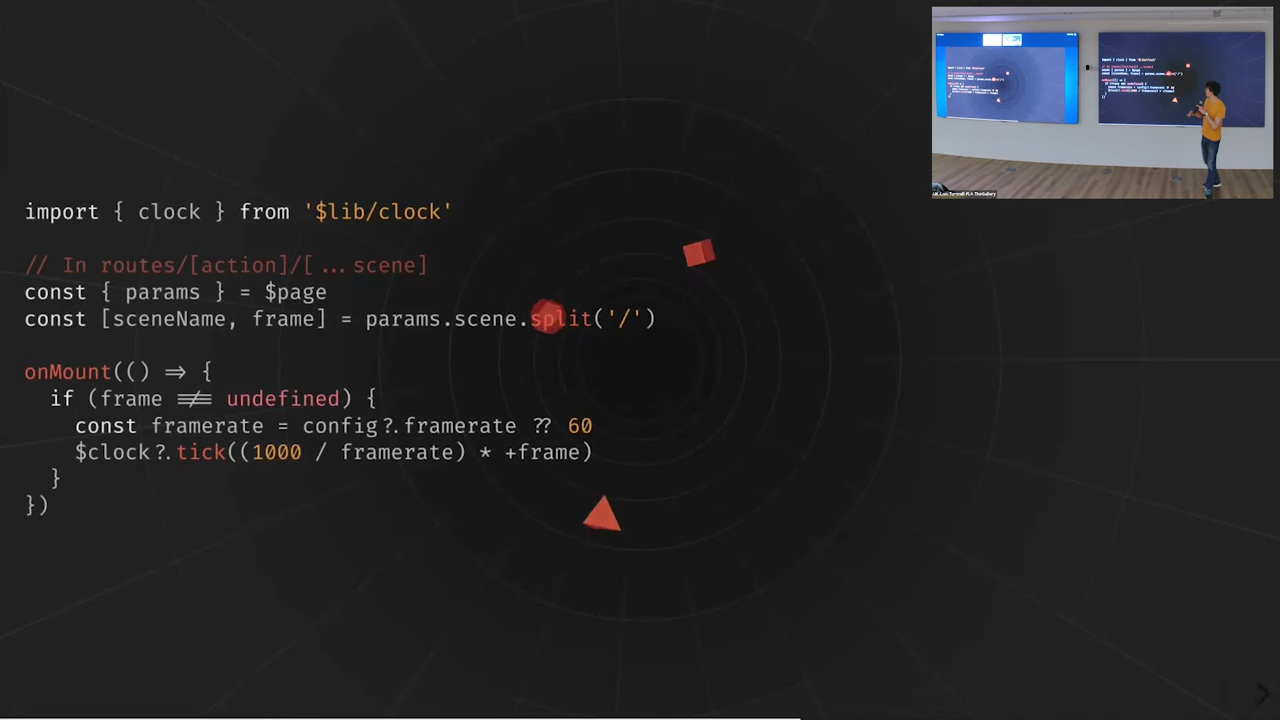 import { clock } from '$lib/clock'
// In routes/[action]/[...scene]
const { params } = $page
const [sceneName, frame] = params.scene.split('/')
onMount(() => {
if (frame !== undefined) {
const framerate = config?.framerate ?? 60
$clock?.tick((1000 / framerate) * +frame)
}
})